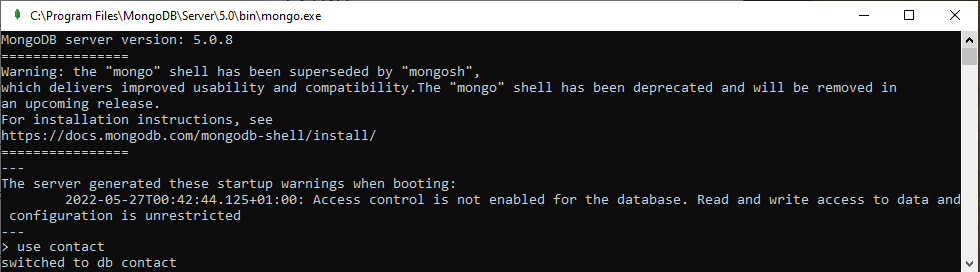 C:\Program Files\MongoDB\Server\5.0\bin\mongo.exe
MongoDB server version: 5.0.8
================
Warning: the "mongo" shell has been superseded by "mongosh",
which delivers improved usability and compatibility.The "mongo" shell has been deprecated and will be removed in
an upcoming release.
For installation instructions, see
https://docs.mongodb.com/mongodb-shell/install/
================
---
The server generated these startup warnings when booting:
        2022-05-27T00:42:44.125+01:00: Access control is not enabled for the database. Read and write access to data and
 configuration is unrestricted
---
> use contact
switched to db contact